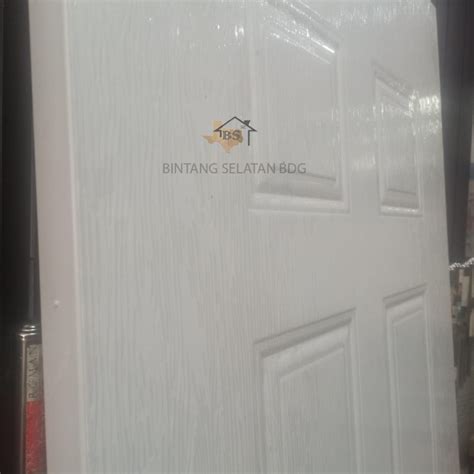 BS
BINTANG SELATAN BDG